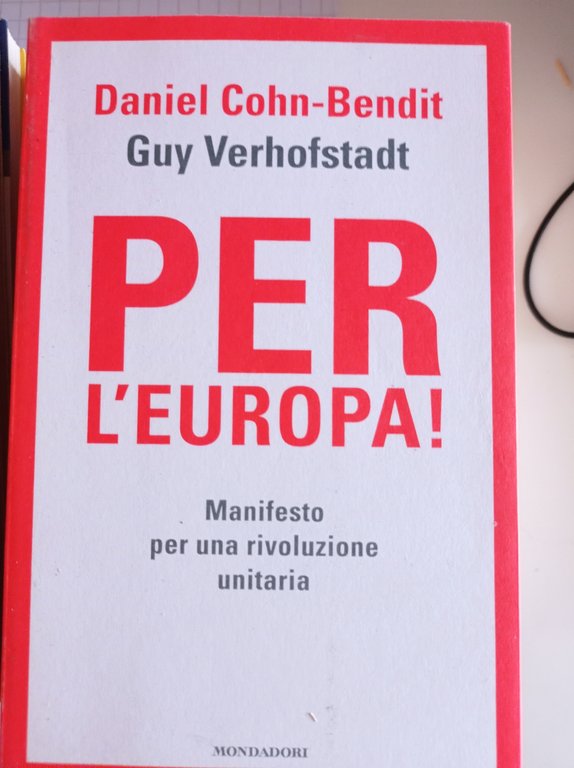 Daniel Cohn-Bendit
Guy Verhofstadt
PER
L'EUROPA!
Manifesto
per una rivoluzione
unitaria
MONDADORI